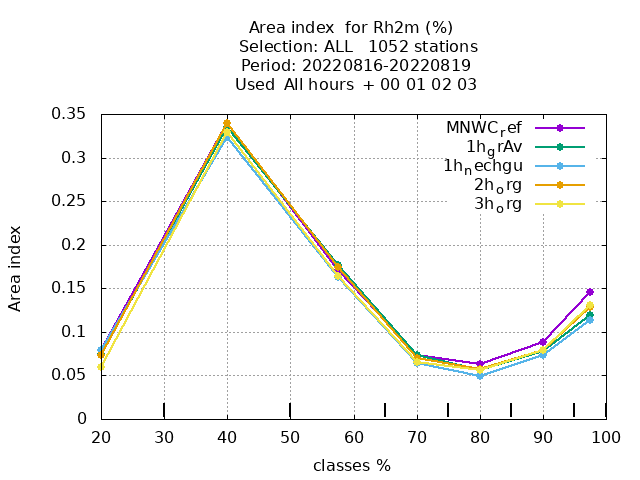 Area index  for Rh2m (%)
Selection: ALL   1052 stations
Period: 20220816-20220819
Used  All hours  + 00 01 02 03
MNWC_ref
1h_grAv
1h_nechgu
2h_org
3h_org
0.35
0.3
0.25
0.2
0.15
0.1
0.05
0
Area index
20 30 40 50 60 70 80 90 100
classes %